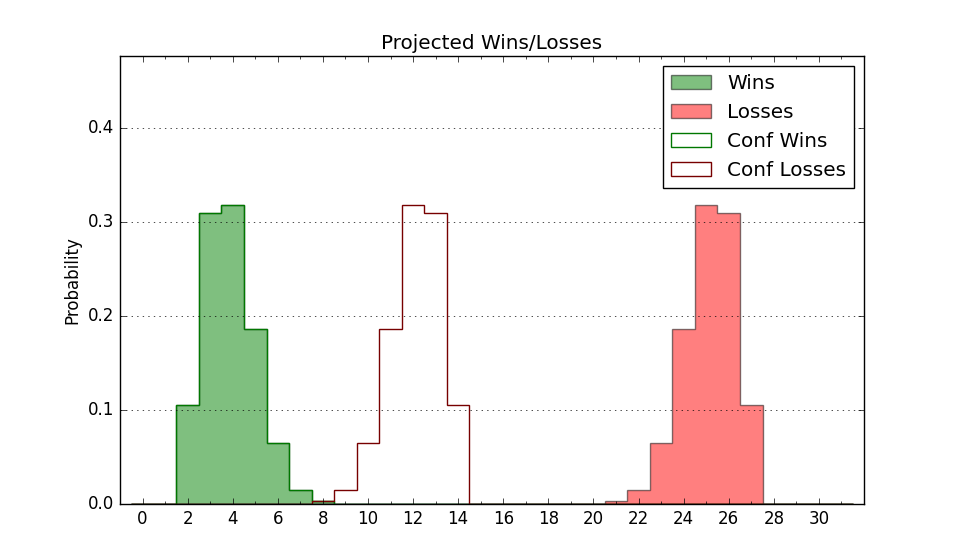 Projected Wins/Losses
Wins
Losses
Conf Wins
Conf Losses
Probability
0.4
0.3
0.2
0.1
0.0
0 2 4 6 8 10 12 14 16 18 20 22 24 26 28 30